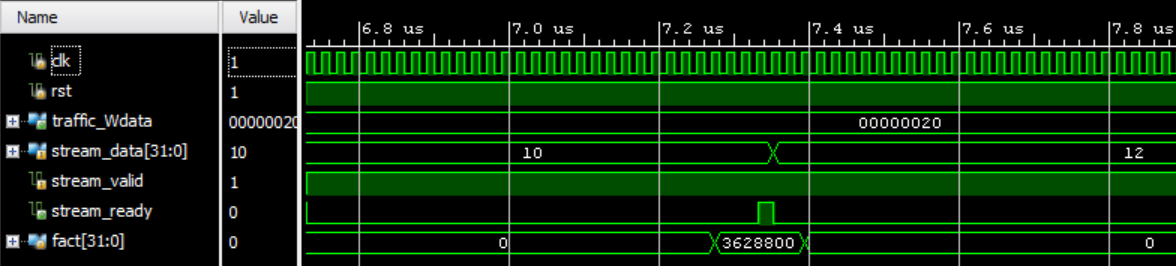 Name Value 6.8 us 7.0 us 7.2 us 7.4 us 7.6 us 7.8 us
clk 1
rst 1
traffic_Wdata 00000020 00000020
stream_data[31:0] 10 10 12
stream_valid 1
stream_ready 0
fact[31:0] 0 0 3628800 0